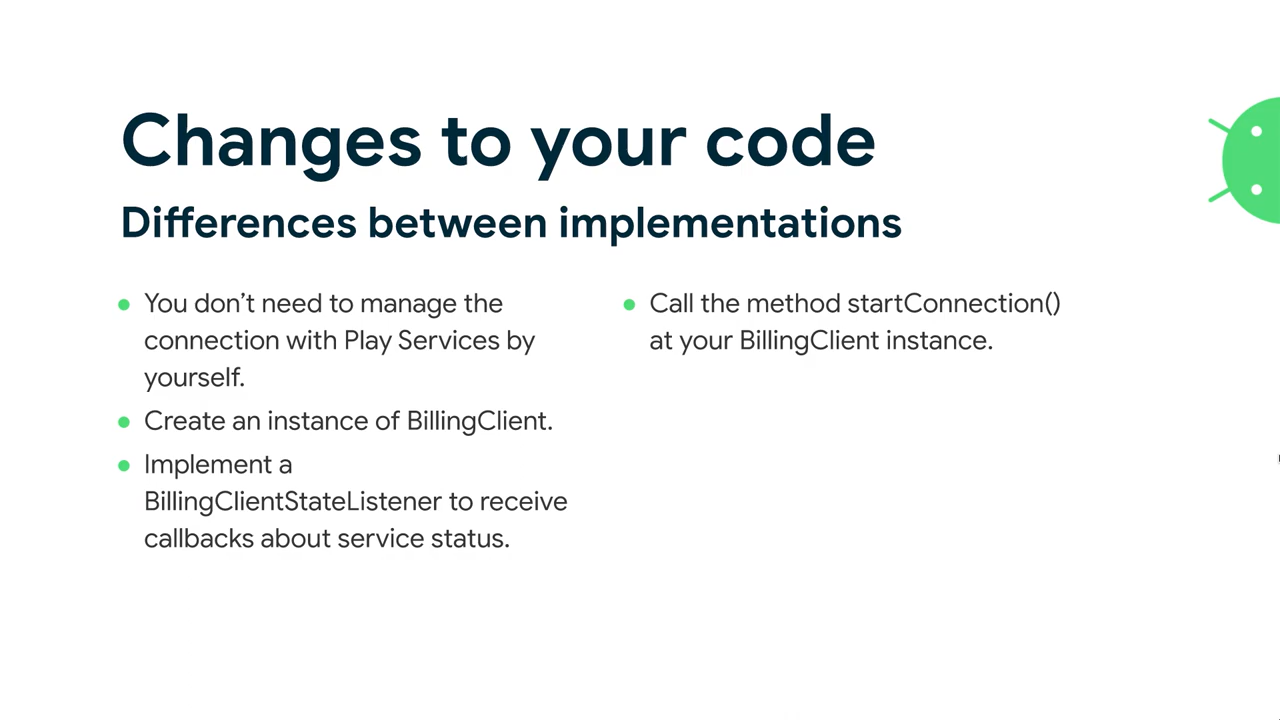 Changes to your code
Differences between implementations
You don’t need to manage the
connection with Play Services by
yourself.
Create an instance of BillingClient.
Implement a
BillingClientStateListener to receive
callbacks about service status.
Call the method startConnection()
at your BillingClient instance.